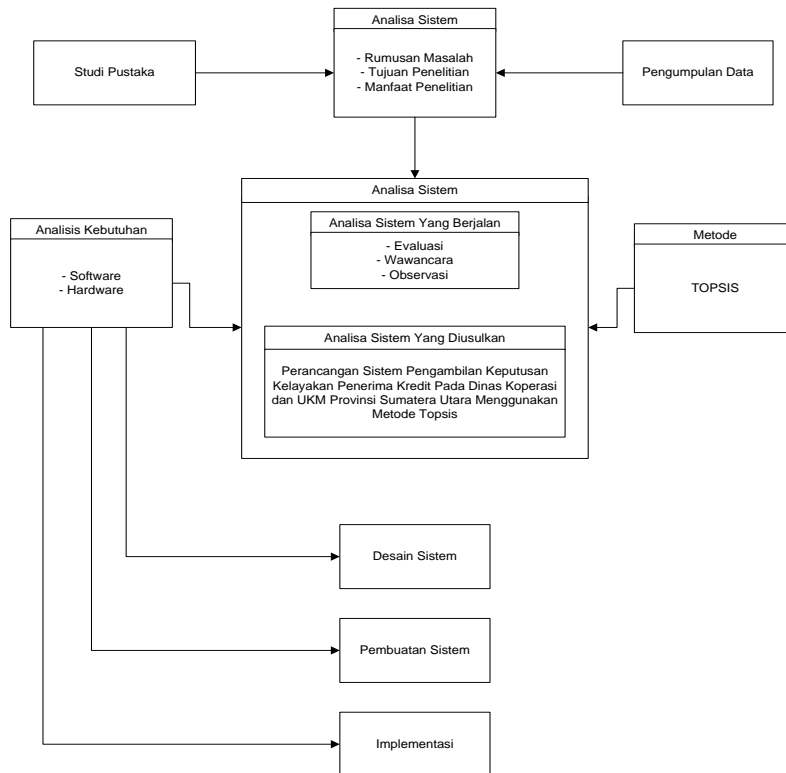 Analisa Sistem
- Rumusan Masalah
- Tujuan Penelitian
- Manfaat Penelitian
Studi Pustaka
Pengumpulan Data
Analisa Sistem
Analisa Sistem Yang Berjalan
- Evaluasi
- Wawancara
- Observasi
Analisis Kebutuhan
- Software
- Hardware
Metode
TOPSIS
Analisa Sistem Yang Diusulkan
Perancangan Sistem Pengambilan Keputusan
Kelayakan Penerima Kredit Pada Dinas Koperasi
dan UKM Provinsi Sumatera Utara Menggunakan
Metode Topsis
Desain Sistem
Pembuatan Sistem
Implementasi